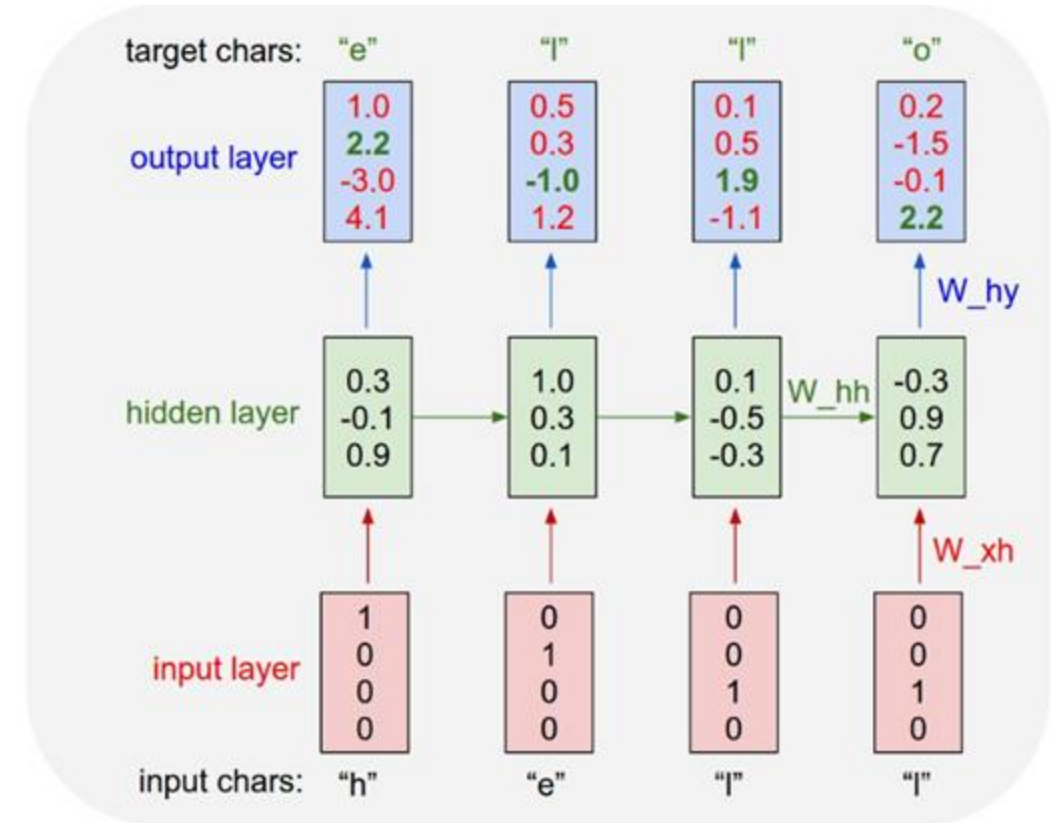 target chars: “e” “l” “l” “o”
1.0 0.5 0.1 0.2
2.2 0.3 0.5 -1.5
output layer
-3.0 -1.0 1.9 -0.1
4.1 1.2 -1.1 2.2
W_hy
0.3 1.0 0.1 -0.3
W_hh
hidden layer -0.1 0.3 -0.5 0.9
0.9 0.1 -0.3 0.7
W_xh
1 0 0 0
0 1 0 0
input layer
0 0 1 1
0 0 0 0
input chars: “h” “e” “l” “l”